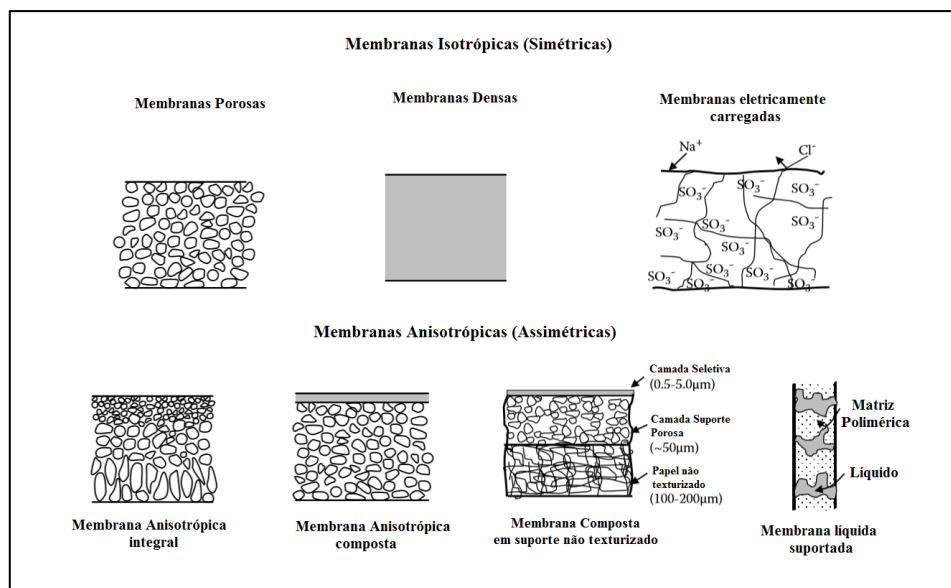 Membranas Isotrópicas (Simétricas)
Membranas Porosas
Membranas Densas
Membranas eletricamente
carregadas
Na⁺
Cl⁻
SO₃⁻
SO₃⁻
SO₃⁻
SO₃⁻
SO₃⁻
SO₃⁻
SO₃⁻
SO₃⁻
SO₃⁻
SO₃⁻
SO₃⁻
SO₃⁻
Membranas Anisotrópicas (Assimétricas)
Camada Seletiva
(0.5-5.0µm)
Camada Suporte
Porosa
(~50µm)
Papel não
texturizado
(100-200µm)
Matriz
Polimérica
Líquido
Membrana Anisotrópica
integral
Membrana Anisotrópica
composta
Membrana Composta
em suporte não texturizado
Membrana líquida
suportada